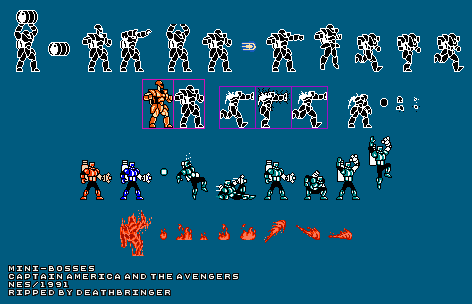 MINI-BOSSES
CAPTAIN AMERICA AND THE AVENGERS
NES/1991
RIPPED BY DEATHBRINGER